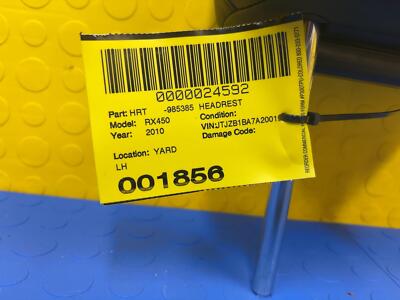 0000024592
Part: HRT -985385 HEADREST
Model: RX450 Condition:
Year: 2010 VIN:JTJZB1BA7A2001
Damage Code:
Location: YARD
LH
001856